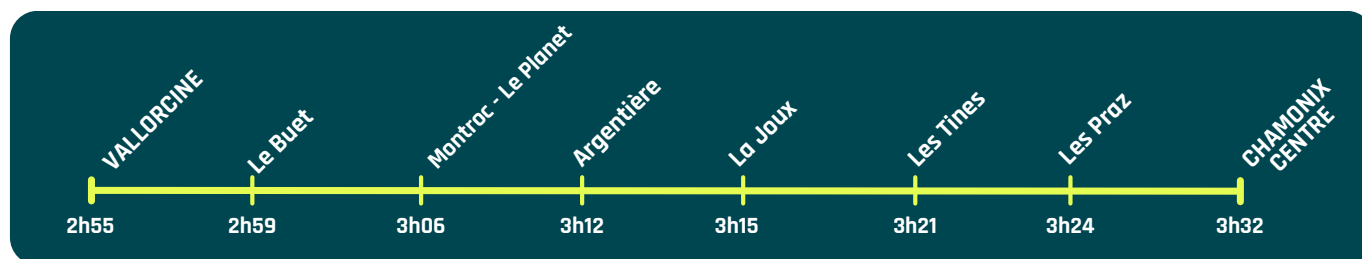 VALLORCINE
Le Buet
Montroc - Le Planet
Argentière
La Joux
Les Tines
Les Praz
CHAMONIX
CENTRE
2h55
2h59
3h06
3h12
3h15
3h21
3h24
3h32